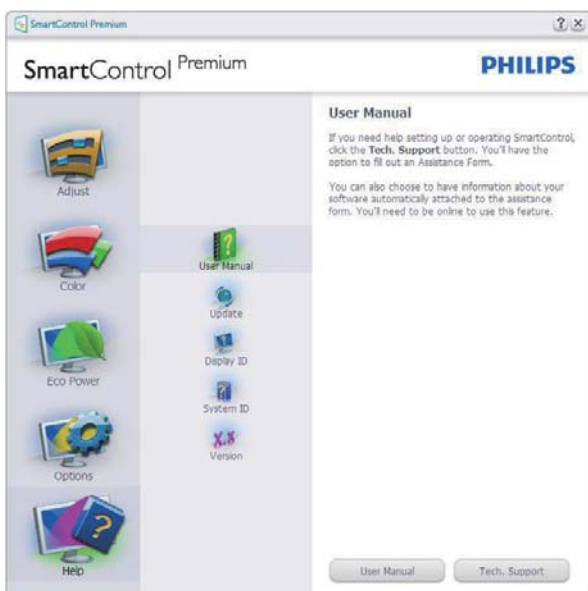 SmartControl Premium
SmartControl Premium
PHILIPS
Adjust
Color
Eco Power
Options
Help
User Manual
Update
Display ID
System ID
X.X
Version
User Manual
If you need help setting up or operating SmartControl,
click the Tech. Support button. You'll have the
option to fill out an Assistance Form.
You can also choose to have information about your
software automatically attached to the assistance
form. You'll need to be online to use this feature.
User Manual
Tech. Support